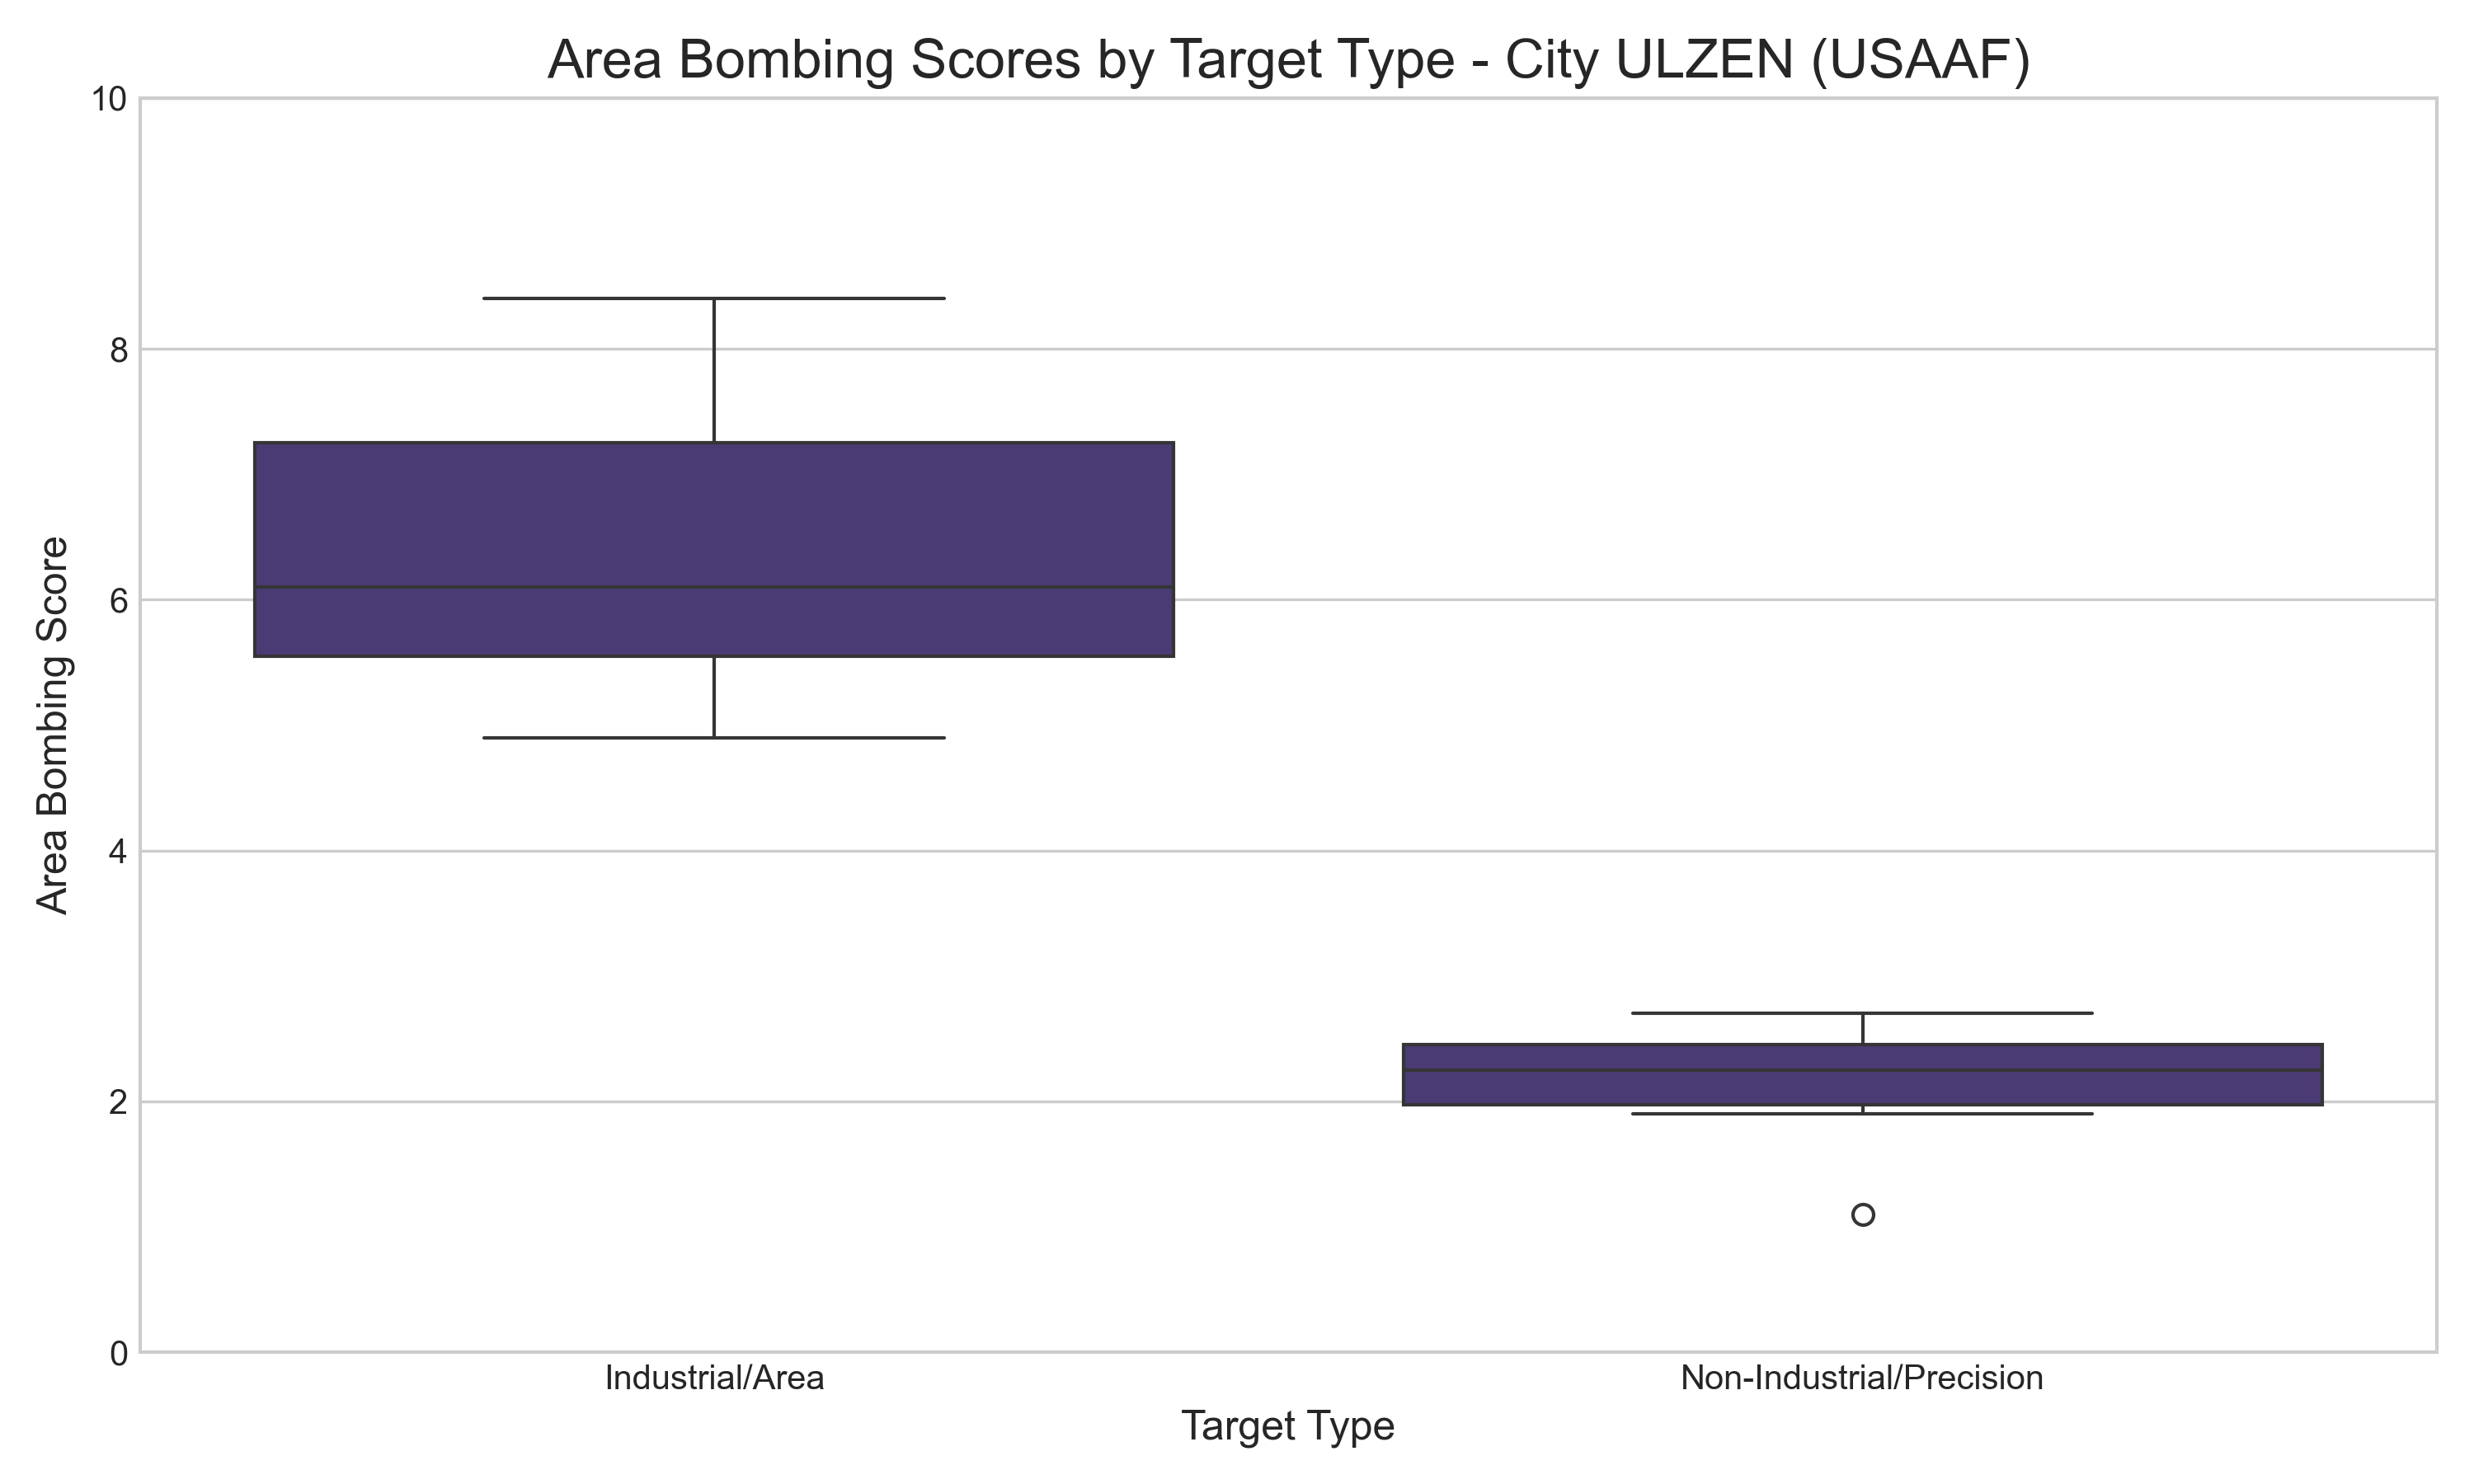 Area Bombing Scores by Target Type - City ULZEN (USAAF)
10
8
6
4
2
0
Area Bombing Score
Industrial/Area
Non-Industrial/Precision
Target Type